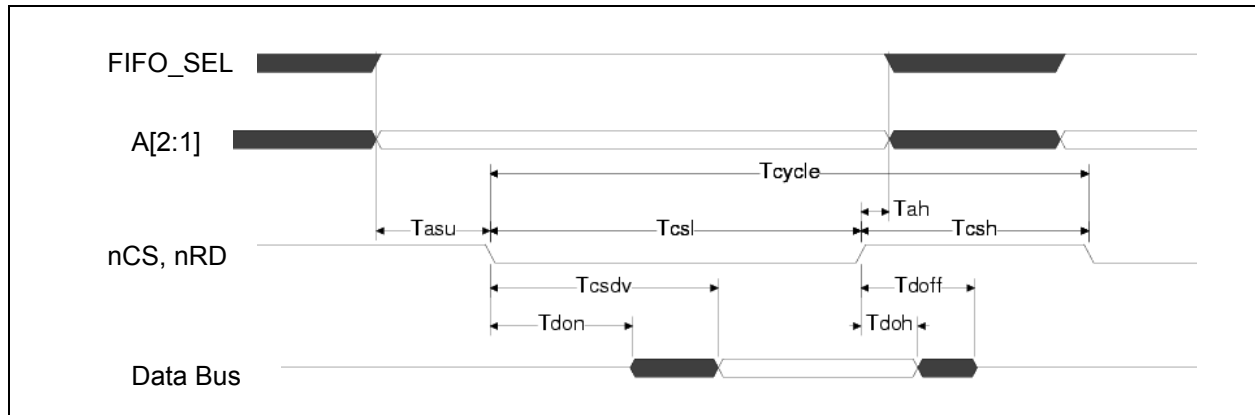 FIFO_SEL
A[2:1]
Tcycle
Tah
Tasu
Tcsl
Tcsh
nCS, nRD
Tcsdv
Tdoff
Tdon
Tdoh
Data Bus